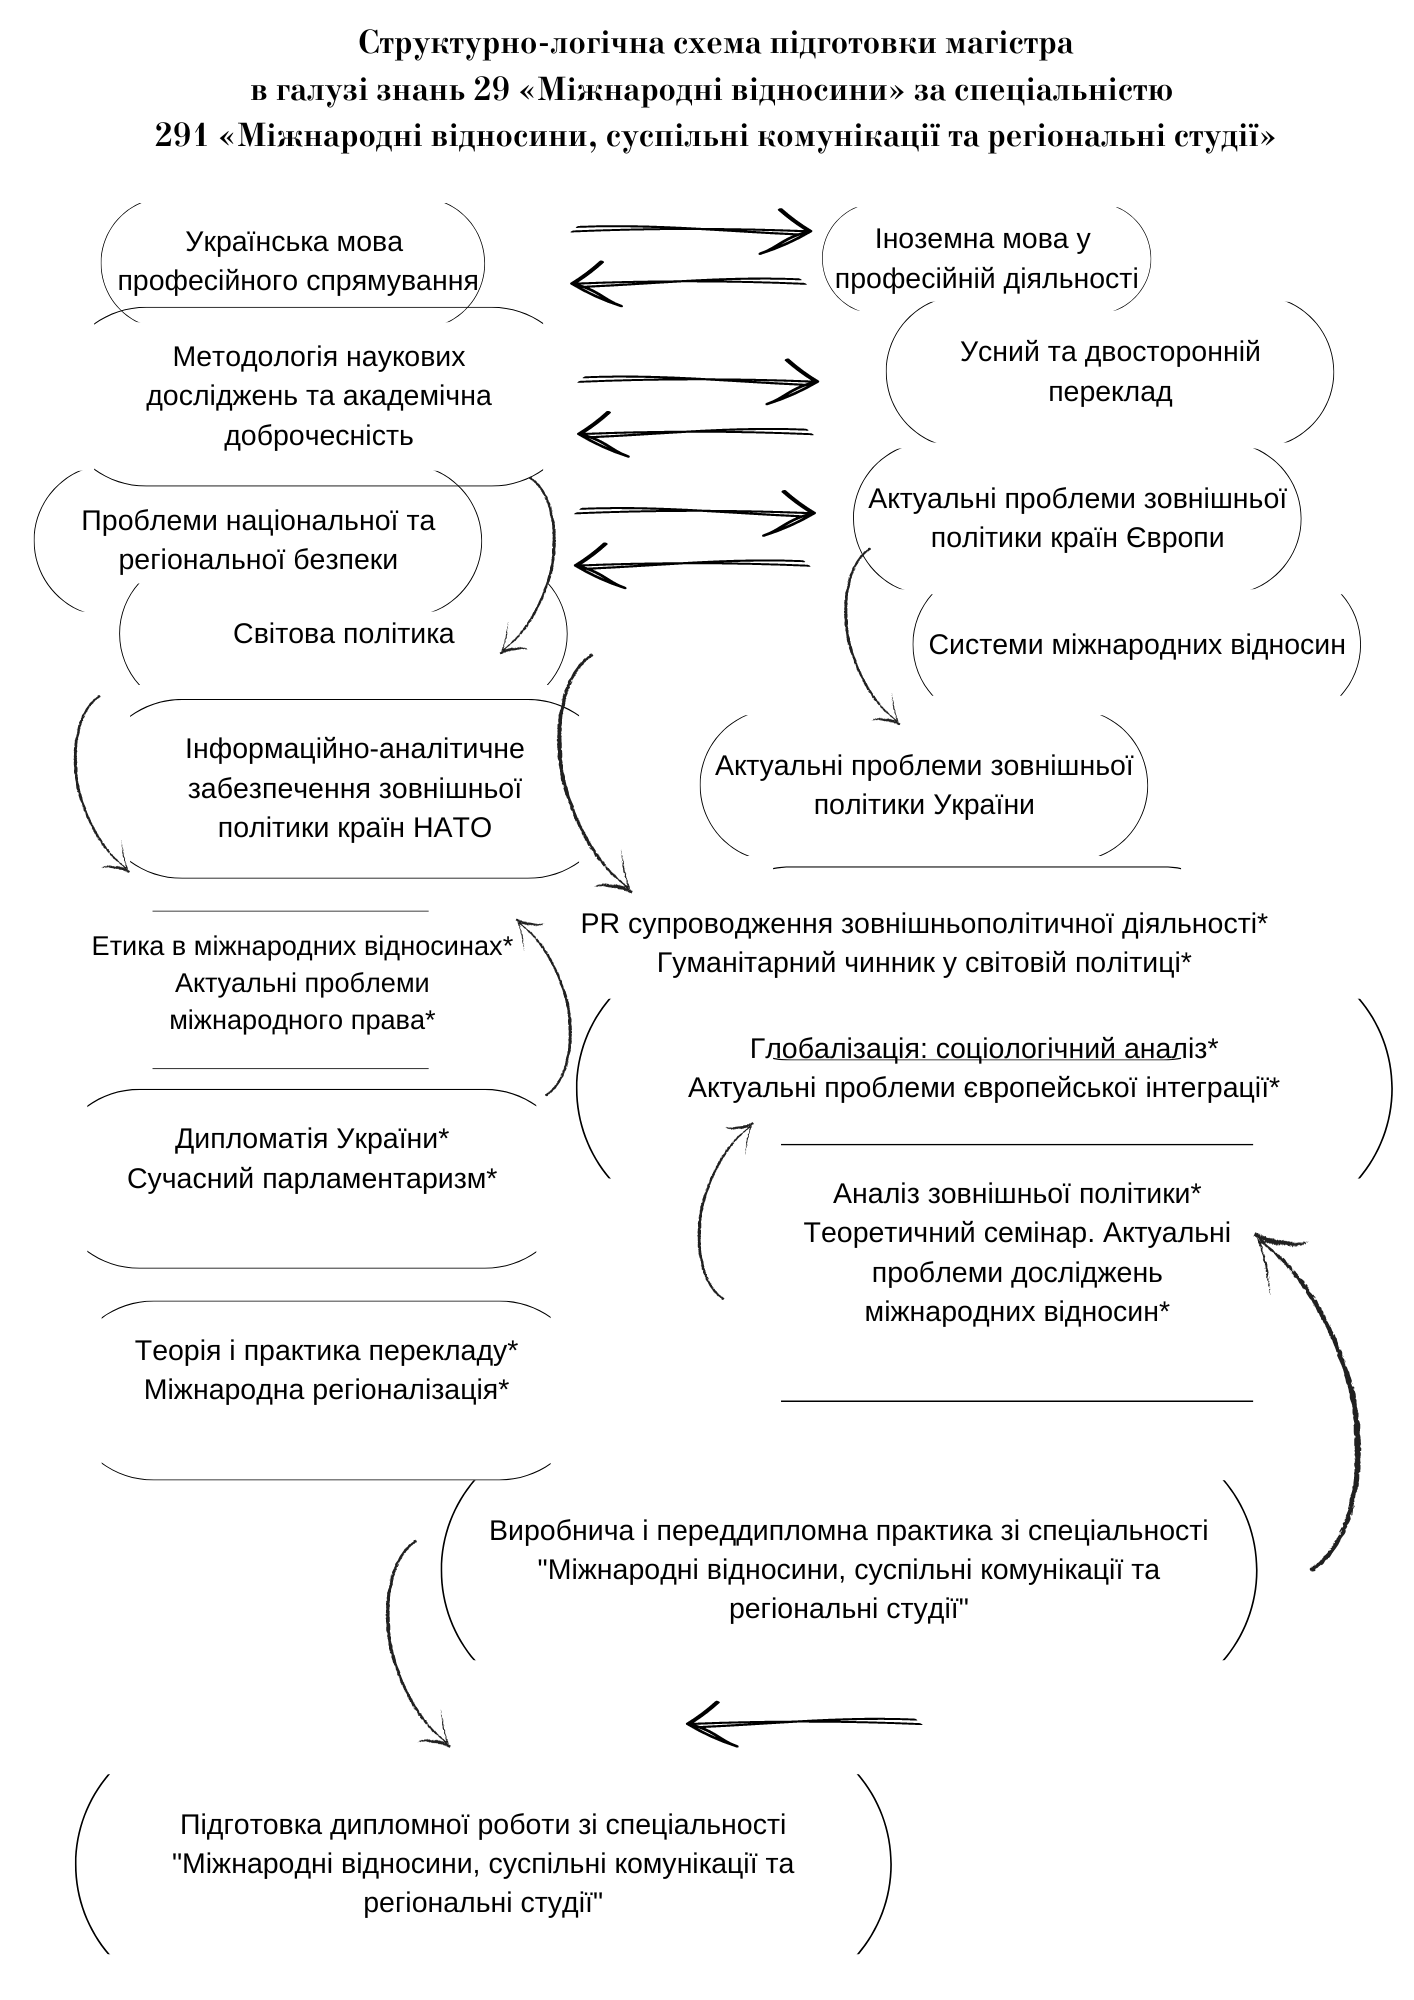 Структурно-логічна схема підготовки магістра
в галузі знань 29 «Міжнародні відносини» за спеціальністю
291 «Міжнародні відносини, суспільні комунікації та регіональні студії»
Українська мова
професійного спрямування
Іноземна мова у
професійній діяльності
Методологія наукових
досліджень та академічна
доброчесність
Усний та двосторонній
переклад
Проблеми національної та
регіональної безпеки
Актуальні проблеми зовнішньої
політики країн Європи
Світова політика
Системи міжнародних відносин
Інформаційно-аналітичне
забезпечення зовнішньої
політики країн НАТО
Актуальні проблеми зовнішньої
політики України
Етика в міжнародних відносинах*
Актуальні проблеми
міжнародного права*
PR супроводження зовнішньополітичної діяльності*
Гуманітарний чинник у світовій політиці*
Глобалізація: соціологічний аналіз*
Актуальні проблеми європейської інтеграції*
Дипломатія України*
Сучасний парламентаризм*
Аналіз зовнішньої політики*
Теоретичний семінар. Актуальні
проблеми досліджень
міжнародних відносин*
Теорія і практика перекладу*
Міжнародна регіоналізація*
Виробнича і переддипломна практика зі спеціальності
"Міжнародні відносини, суспільні комунікації та
регіональні студії"
Підготовка дипломної роботи зі спеціальності
"Міжнародні відносини, суспільні комунікації та
регіональні студії"